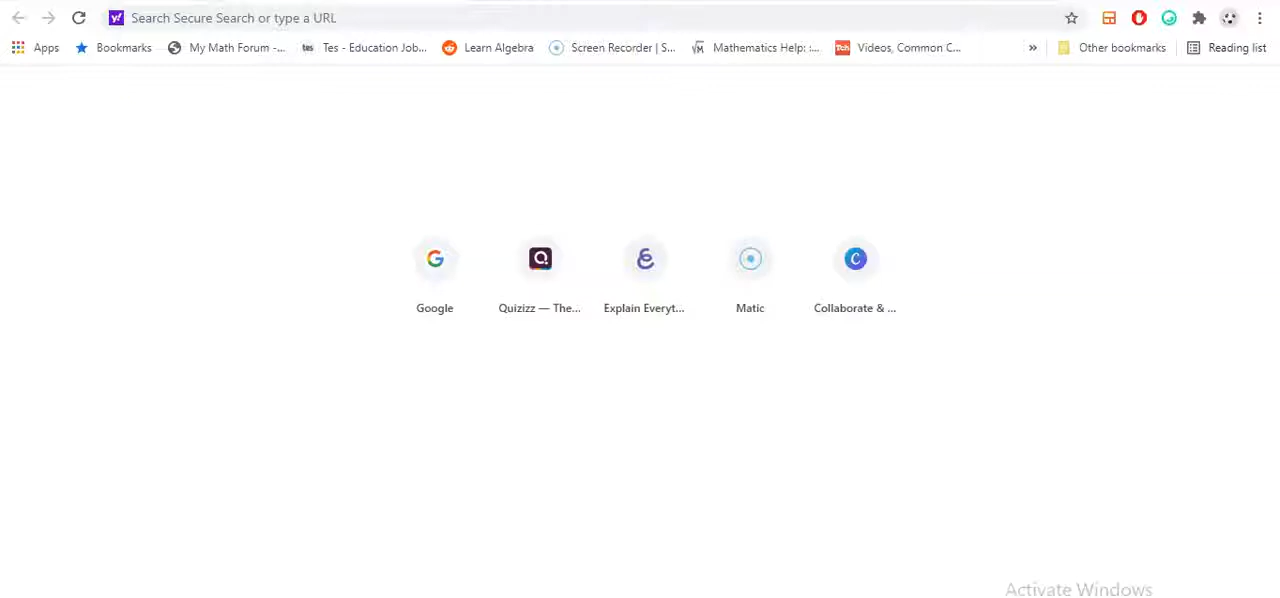 Search Secure Search or type a URL
Apps Bookmarks My Math Forum -... Tes - Education Job... Learn Algebra Screen Recorder | S... Mathematics Help: :... Tch Videos, Common C... » Other bookmarks Reading list
Google Quizizz — The... Explain Everyt... Matic Collaborate & ...
Activate Windows